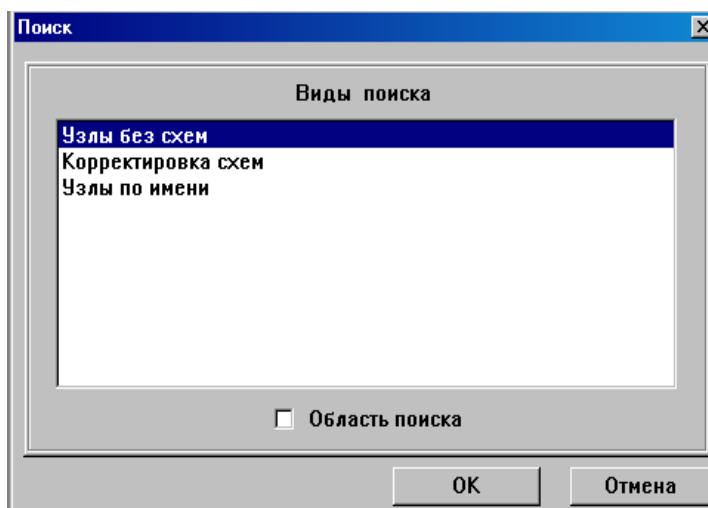 Поиск
Виды поиска
Узлы без схем
Корректировка схем
Узлы по имени
Область поиска
OK
Отмена